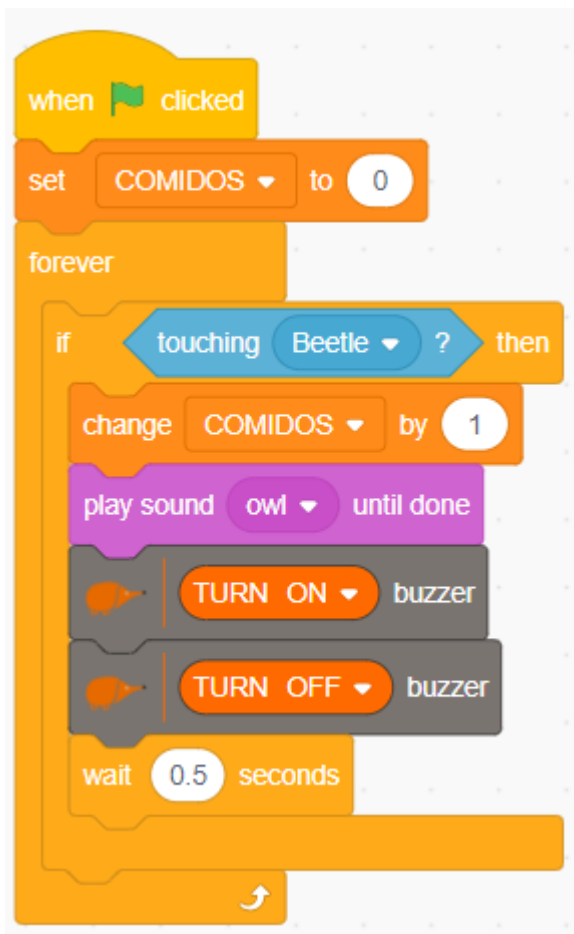 when clicked
set COMIDOS to 0
forever
if touching Beetle ? then
change COMIDOS by 1
play sound owl until done
TURN ON buzzer
TURN OFF buzzer
wait 0.5 seconds